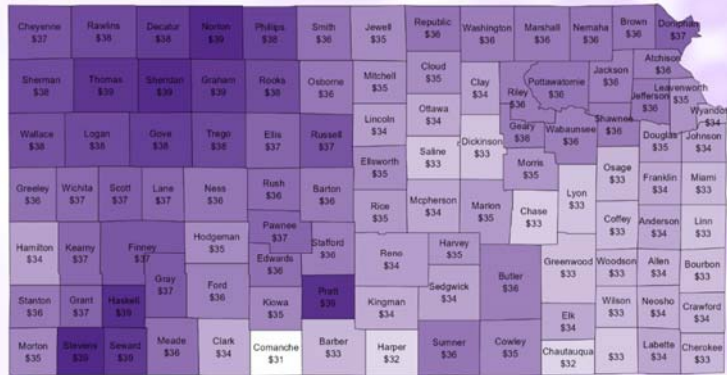 Cheyenne
$37
Rawlins
$38
Decatur
$38
Norton
$39
Phillips
$38
Smith
$36
Jewell
$35
Republic
$36
Washington
$36
Marshall
$36
Nemaha
$36
Brown
$36
Doniphan
$37
Atchison
$36
Sherman
$38
Thomas
$39
Sheridan
$39
Graham
$39
Rooks
$38
Osborne
$36
Mitchell
$35
Cloud
$35
Clay
$34
Riley
$36
Pottawatomie
$36
Jackson
$36
Jefferson
$36
Leavenworth
$35
Wyandott
$34
Ottawa
$34
Lincoln
$34
Wallace
$38
Logan
$38
Gove
$38
Trego
$38
Ellis
$37
Russell
$37
Ellsworth
$35
Saline
$33
Dickinson
$33
Geary
$36
Wabaunsee
$36
Shawnee
$36
Douglas
$35
Johnson
$34
Morris
$35
Greeley
$36
Wichita
$37
Scott
$37
Lane
$37
Ness
$36
Rush
$36
Barton
$36
Rice
$35
Mcpherson
$34
Marion
$35
Chase
$33
Lyon
$33
Osage
$33
Franklin
$34
Miami
$33
Coffey
$33
Anderson
$34
Linn
$33
Hamilton
$34
Kearny
$37
Finney
$37
Hodgeman
$35
Pawnee
$37
Edwards
$36
Stafford
$36
Reno
$34
Harvey
$35
Sedgwick
$34
Butler
$36
Greenwood
$33
Woodson
$33
Allen
$34
Bourbon
$33
Stanton
$36
Grant
$37
Haskell
$39
Gray
$37
Ford
$36
Kiowa
$35
Pratt
$39
Kingman
$34
Elk
$34
Wilson
$33
Neosho
$34
Crawford
$34
Morton
$35
Stevens
$39
Seward
$39
Meade
$36
Clark
$34
Comanche
$31
Barber
$33
Harper
$32
Sumner
$36
Cowley
$35
Chautauqua
$32
$33
Labette
$34
Cherokee
$33